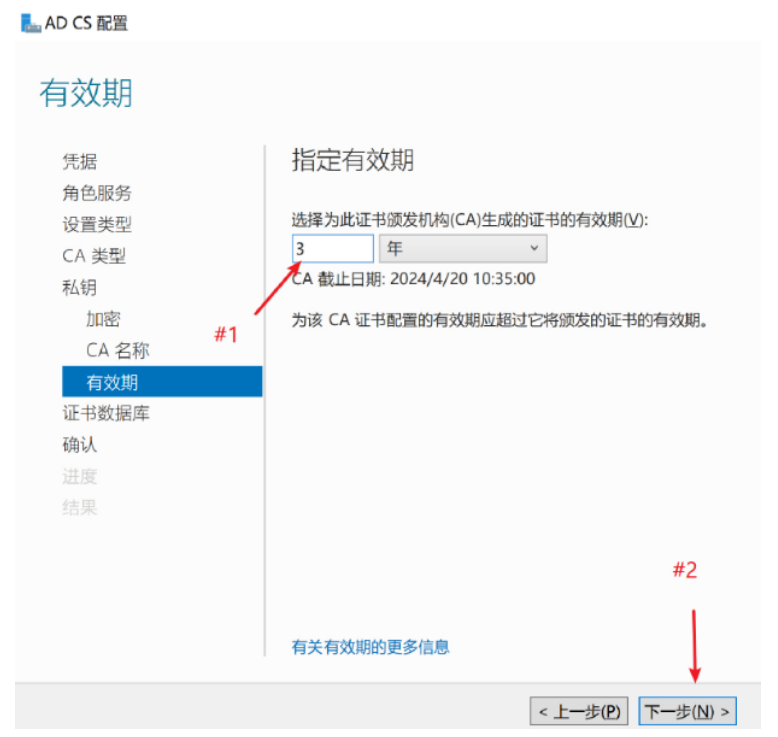 AD CS 配置
有效期
凭据
角色服务
设置类型
CA 类型
私钥
加密
CA 名称
有效期
证书数据库
确认
进度
结果
指定有效期
选择为此证书颁发机构(CA)生成的证书的有效期(V):
3 年
CA 截止日期: 2024/4/20 10:35:00
为该 CA 证书配置的有效期应超过它将颁发的证书的有效期。
#1
#2
有关有效期的更多信息
< 上一步(P) 下一步(N) >